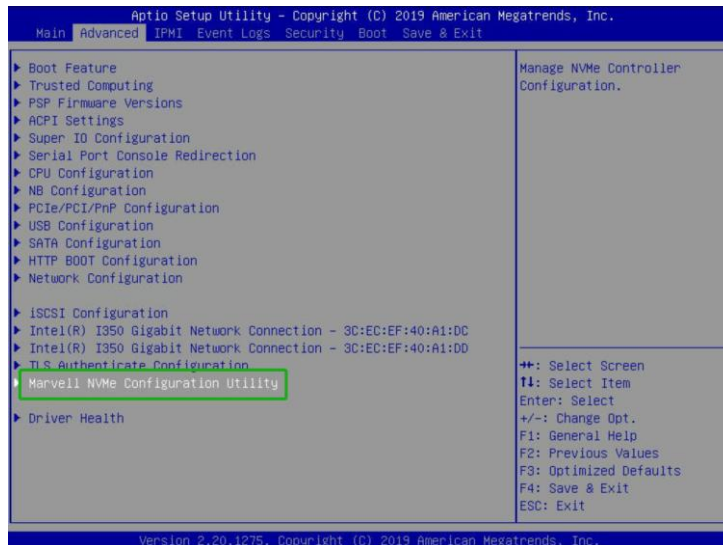 Aptio Setup Utility – Copyright (C) 2019 American Megatrends, Inc.
Main Advanced IPMI Event Logs Security Boot Save & Exit
Boot Feature
Trusted Computing
PSP Firmware Versions
ACPI Settings
Super IO Configuration
Serial Port Console Redirection
CPU Configuration
NB Configuration
PCIe/PCI/PnP Configuration
USB Configuration
SATA Configuration
HTTP BOOT Configuration
Network Configuration
iSCSI Configuration
Intel(R) I350 Gigabit Network Connection - 3C:EC:EF:40:A1:DC
Intel(R) I350 Gigabit Network Connection - 3C:EC:EF:40:A1:DD
TLS Authenticate Configuration
Marvell NVMe Configuration Utility
Driver Health
Manage NVMe Controller
Configuration.
→←: Select Screen
↑↓: Select Item
Enter: Select
+/-: Change Opt.
F1: General Help
F2: Previous Values
F3: Optimized Defaults
F4: Save & Exit
ESC: Exit
Version 2.20.1275. Copyright (C) 2019 American Megatrends, Inc.